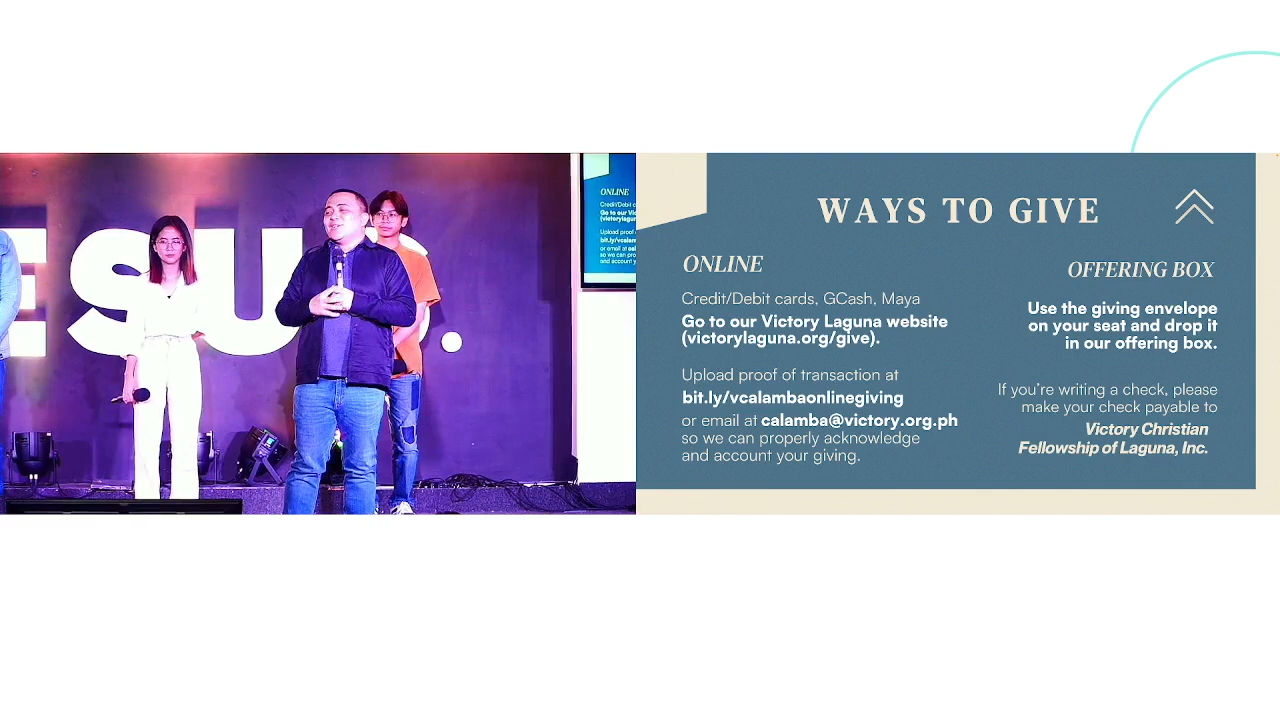 ESUS.
ONLINE
WAYS TO GIVE
ONLINE
Credit/Debit cards, GCash, Maya
Go to our Victory Laguna website
(victorylaguna.org/give).
Upload proof of transaction at
bit.ly/vcalambaonlinegiving
or email at calamba@victory.org.ph
so we can properly acknowledge
and account your giving.
OFFERING BOX
Use the giving envelope
on your seat and drop it
in our offering box.
If you're writing a check, please
make your check payable to
Victory Christian
Fellowship of Laguna, Inc.